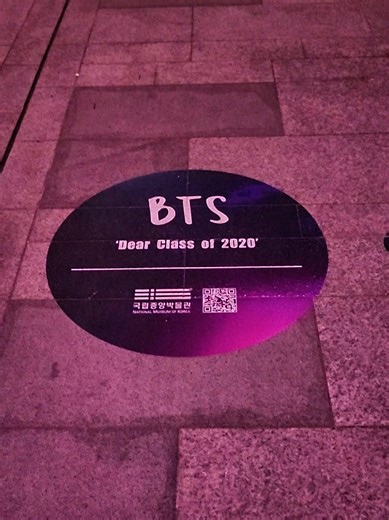 BTS
'Dear Class of 2020'
국립중앙박물관
NATIONAL MUSEUM OF KOREA